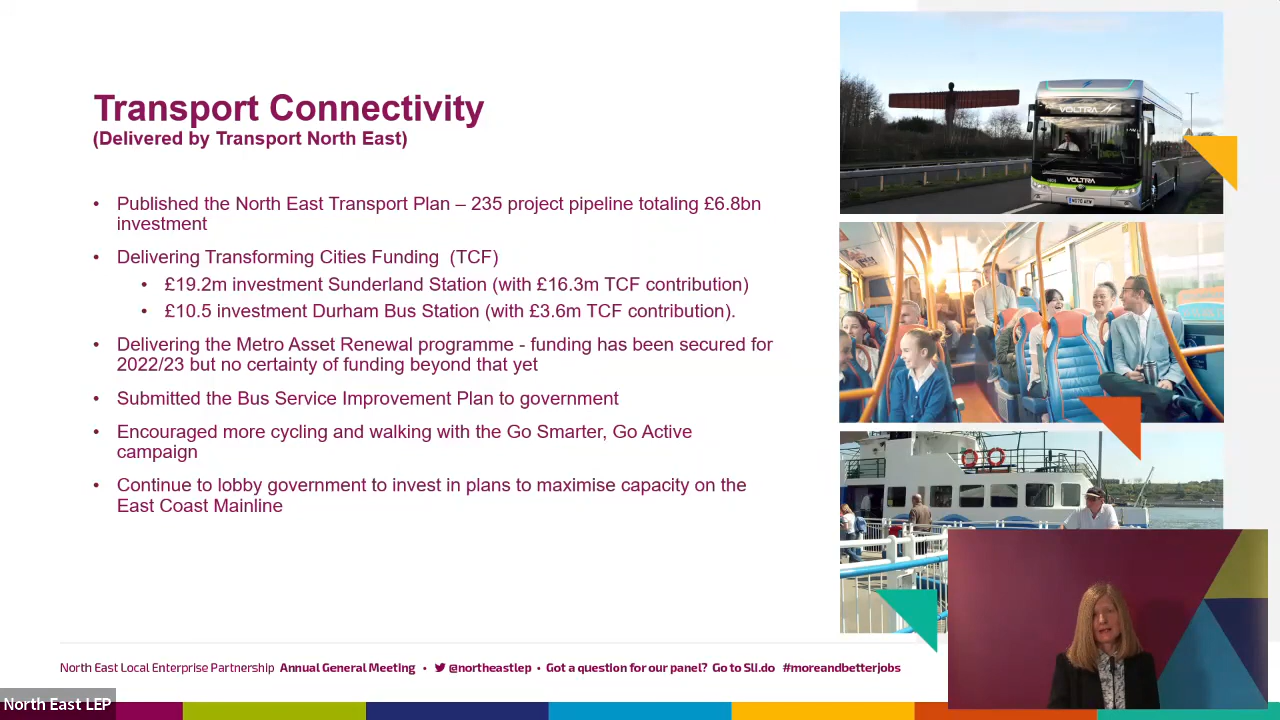 Transport Connectivity
(Delivered by Transport North East)
• Published the North East Transport Plan – 235 project pipeline totaling £6.8bn
investment
• Delivering Transforming Cities Funding (TCF)
• £19.2m investment Sunderland Station (with £16.3m TCF contribution)
• £10.5 investment Durham Bus Station (with £3.6m TCF contribution).
• Delivering the Metro Asset Renewal programme - funding has been secured for
2022/23 but no certainty of funding beyond that yet
• Submitted the Bus Service Improvement Plan to government
• Encouraged more cycling and walking with the Go Smarter, Go Active
campaign
• Continue to lobby government to invest in plans to maximise capacity on the
East Coast Mainline
VOLTRA
VOLTRA
North East Local Enterprise Partnership Annual General Meeting • @northeastlep • Got a question for our panel? Go to Sli.do #moreandbetterjobs
North East LEP